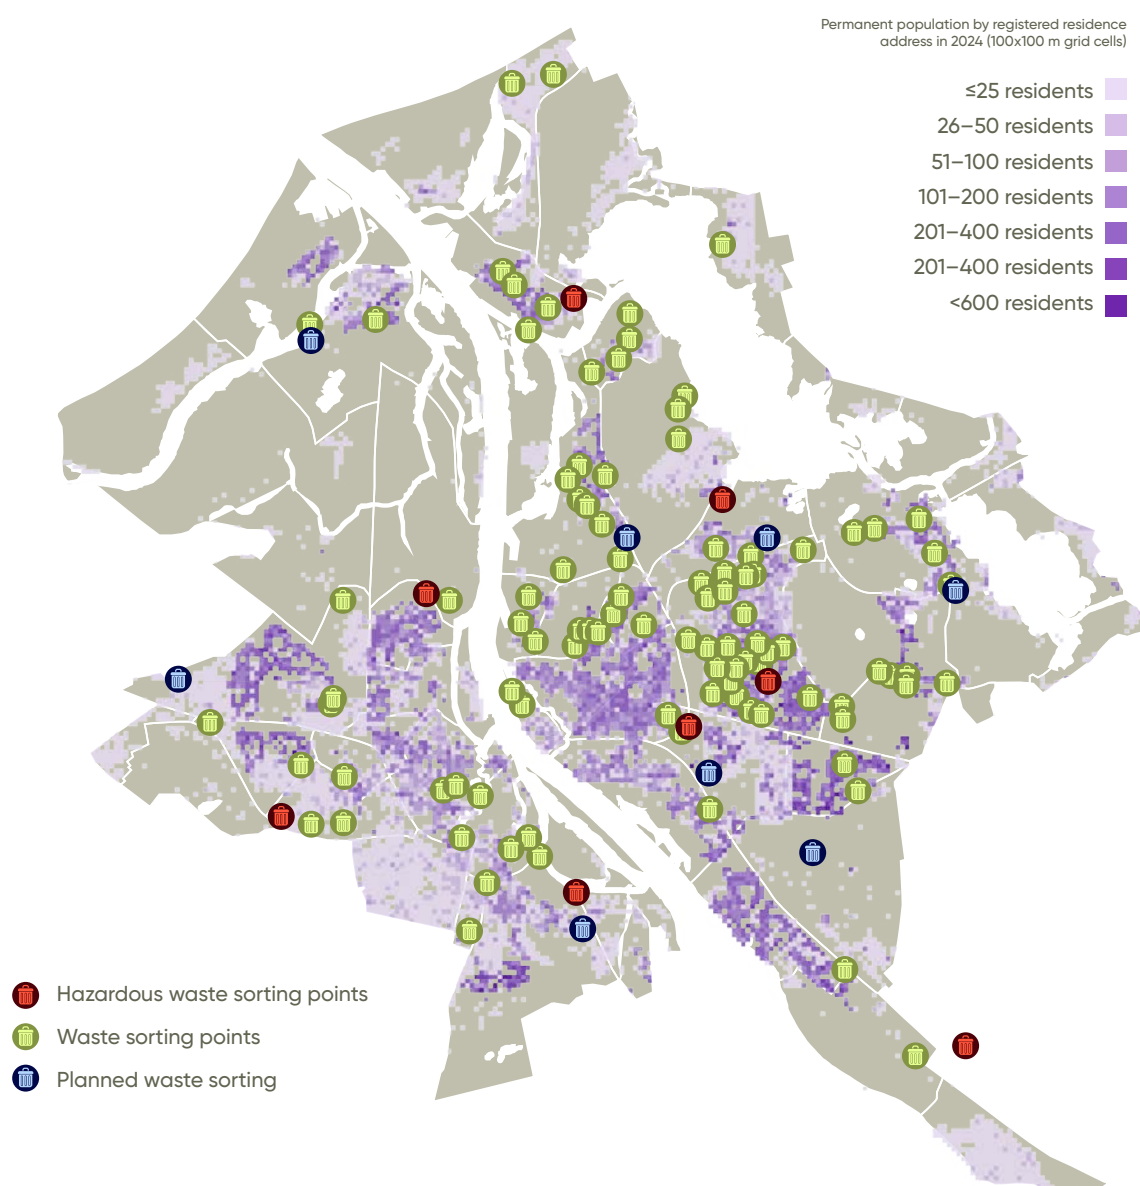 Permanent population by registered residence
address in 2024 (100x100 m grid cells)
≤25 residents
26–50 residents
51–100 residents
101–200 residents
201–400 residents
201–400 residents
<600 residents
Hazardous waste sorting points
Waste sorting points
Planned waste sorting